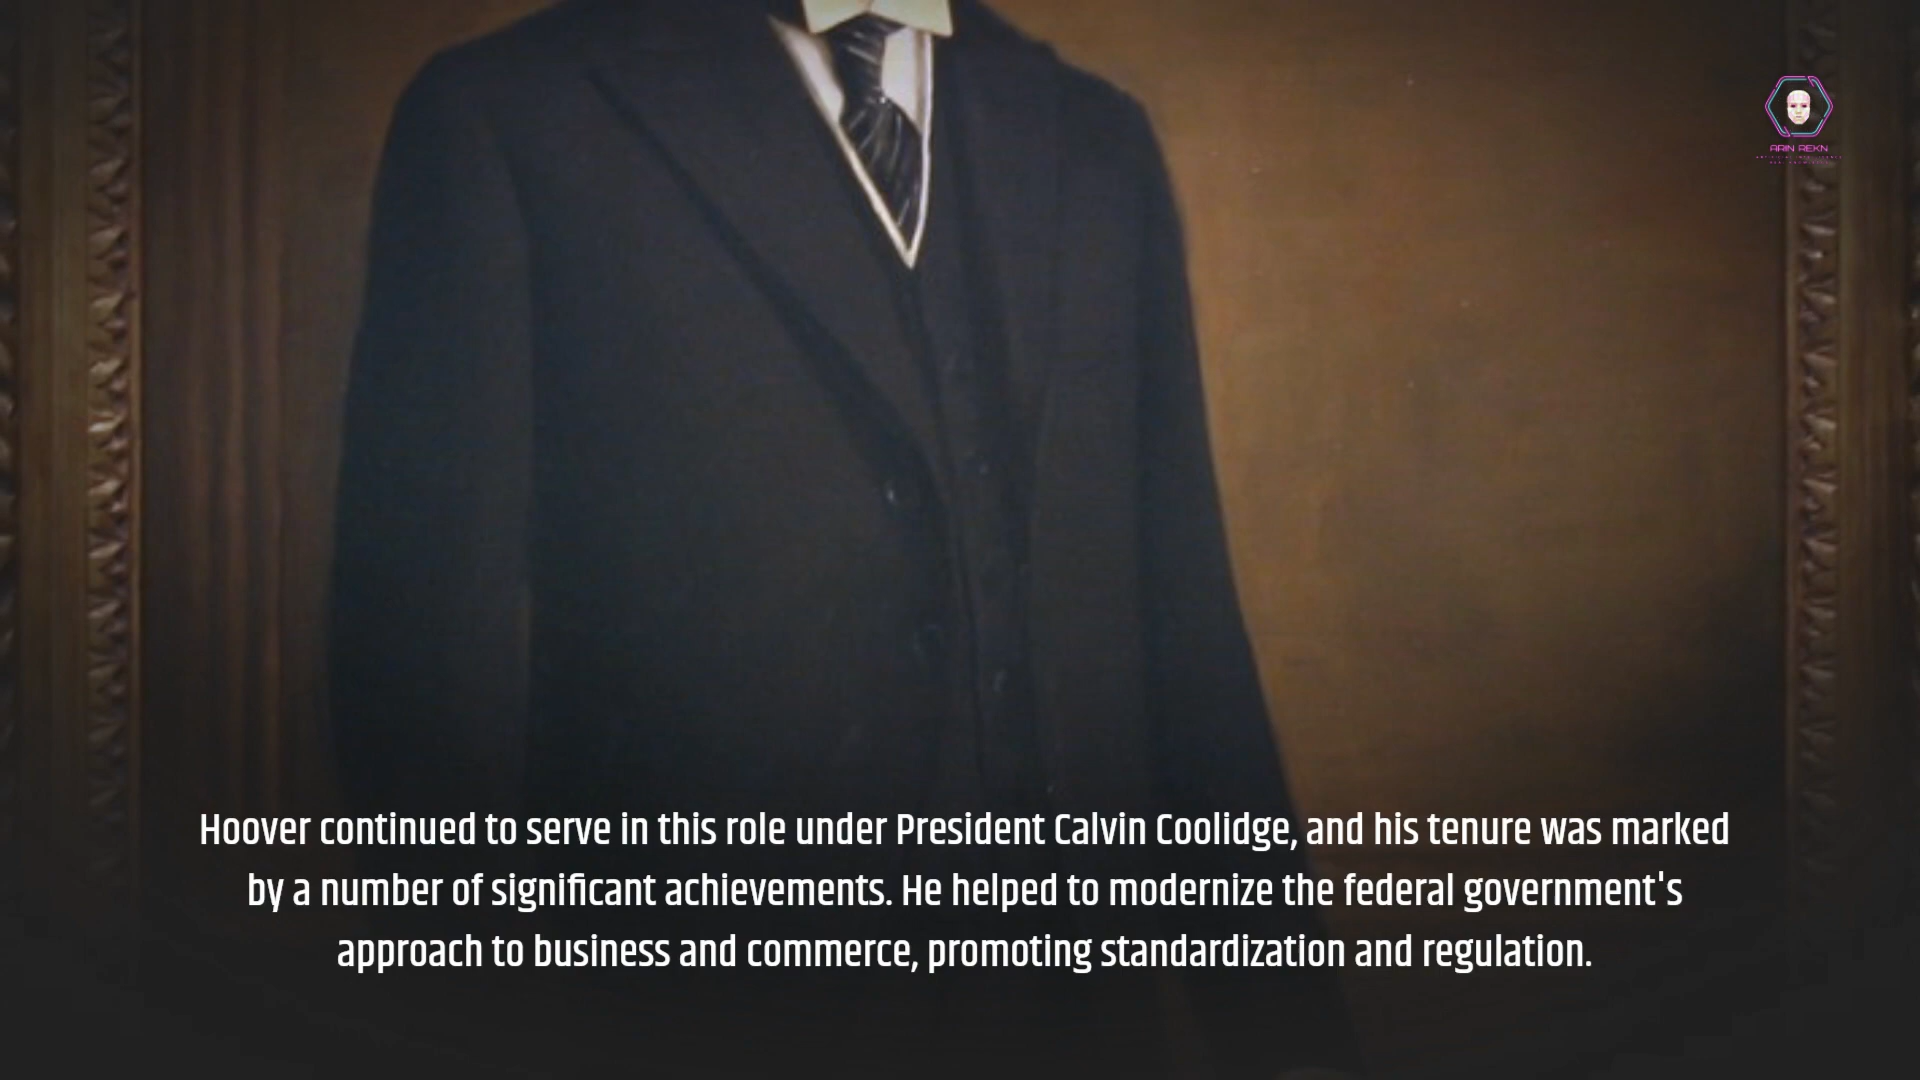 ARIN REKN
Hoover continued to serve in this role under President Calvin Coolidge, and his tenure was marked
by a number of significant achievements. He helped to modernize the federal government's
approach to business and commerce, promoting standardization and regulation.